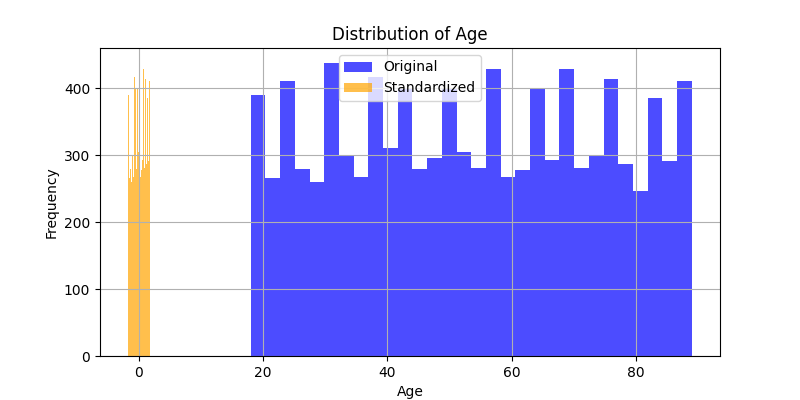 Distribution of Age
Original
Standardized
400
300
200
100
0
Frequency
0 20 40 60 80
Age